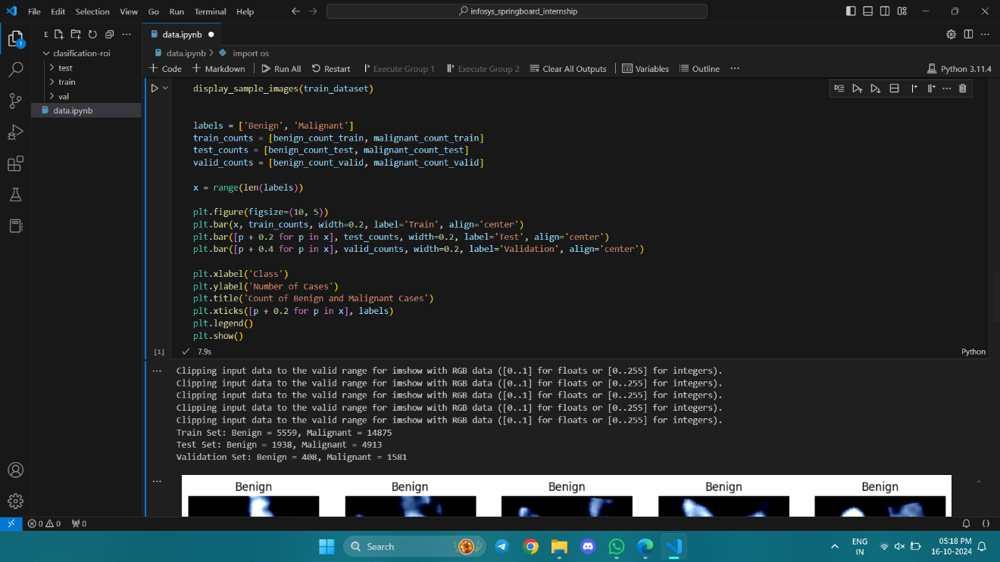 File Edit Selection View Go Run Terminal Help
infosys_springboard_internship
1
E
data.ipynb
clasification-roi
test
train
val
data.ipynb
data.ipynb > import os
+ Code + Markdown Run All Restart Execute Group 1 Execute Group 2 Clear All Outputs Variables Outline ... Python 3.11.4
display_sample_images(train_dataset)
labels = ['Benign', 'Malignant']
train_counts = [benign_count_train, malignant_count_train]
test_counts = [benign_count_test, malignant_count_test]
valid_counts = [benign_count_valid, malignant_count_valid]
x = range(len(labels))
plt.figure(figsize=(10, 5))
plt.bar(x, train_counts, width=0.2, label='Train', align='center')
plt.bar([p + 0.2 for p in x], test_counts, width=0.2, label='Test', align='center')
plt.bar([p + 0.4 for p in x], valid_counts, width=0.2, label='Validation', align='center')
plt.xlabel('Class')
plt.ylabel('Number of Cases')
plt.title('Count of Benign and Malignant Cases')
plt.xticks([p + 0.2 for p in x], labels)
plt.legend()
plt.show()
[1] 7.9s Python
Clipping input data to the valid range for imshow with RGB data ([0..1] for floats or [0..255] for integers).
Clipping input data to the valid range for imshow with RGB data ([0..1] for floats or [0..255] for integers).
Clipping input data to the valid range for imshow with RGB data ([0..1] for floats or [0..255] for integers).
Clipping input data to the valid range for imshow with RGB data ([0..1] for floats or [0..255] for integers).
Clipping input data to the valid range for imshow with RGB data ([0..1] for floats or [0..255] for integers).
Train Set: Benign = 5559, Malignant = 14875
Test Set: Benign = 1938, Malignant = 4913
Validation Set: Benign = 408, Malignant = 1581
Benign Benign Benign Benign Benign
0 0 0
Search
ENG
IN
05:18 PM
16-10-2024